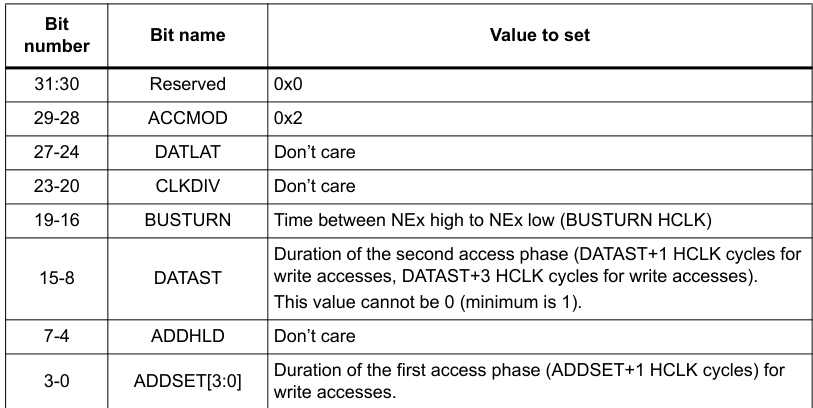 Bit number Bit name Value to set
31:30 Reserved 0x0
29-28 ACCMOD 0x2
27-24 DATLAT Don’t care
23-20 CLKDIV Don’t care
19-16 BUSTURN Time between NEx high to NEx low (BUSTURN HCLK)
15-8 DATAST Duration of the second access phase (DATAST+1 HCLK cycles for
write accesses, DATAST+3 HCLK cycles for write accesses).
This value cannot be 0 (minimum is 1).
7-4 ADDHLD Don’t care
3-0 ADDSET[3:0] Duration of the first access phase (ADDSET+1 HCLK cycles) for
write accesses.